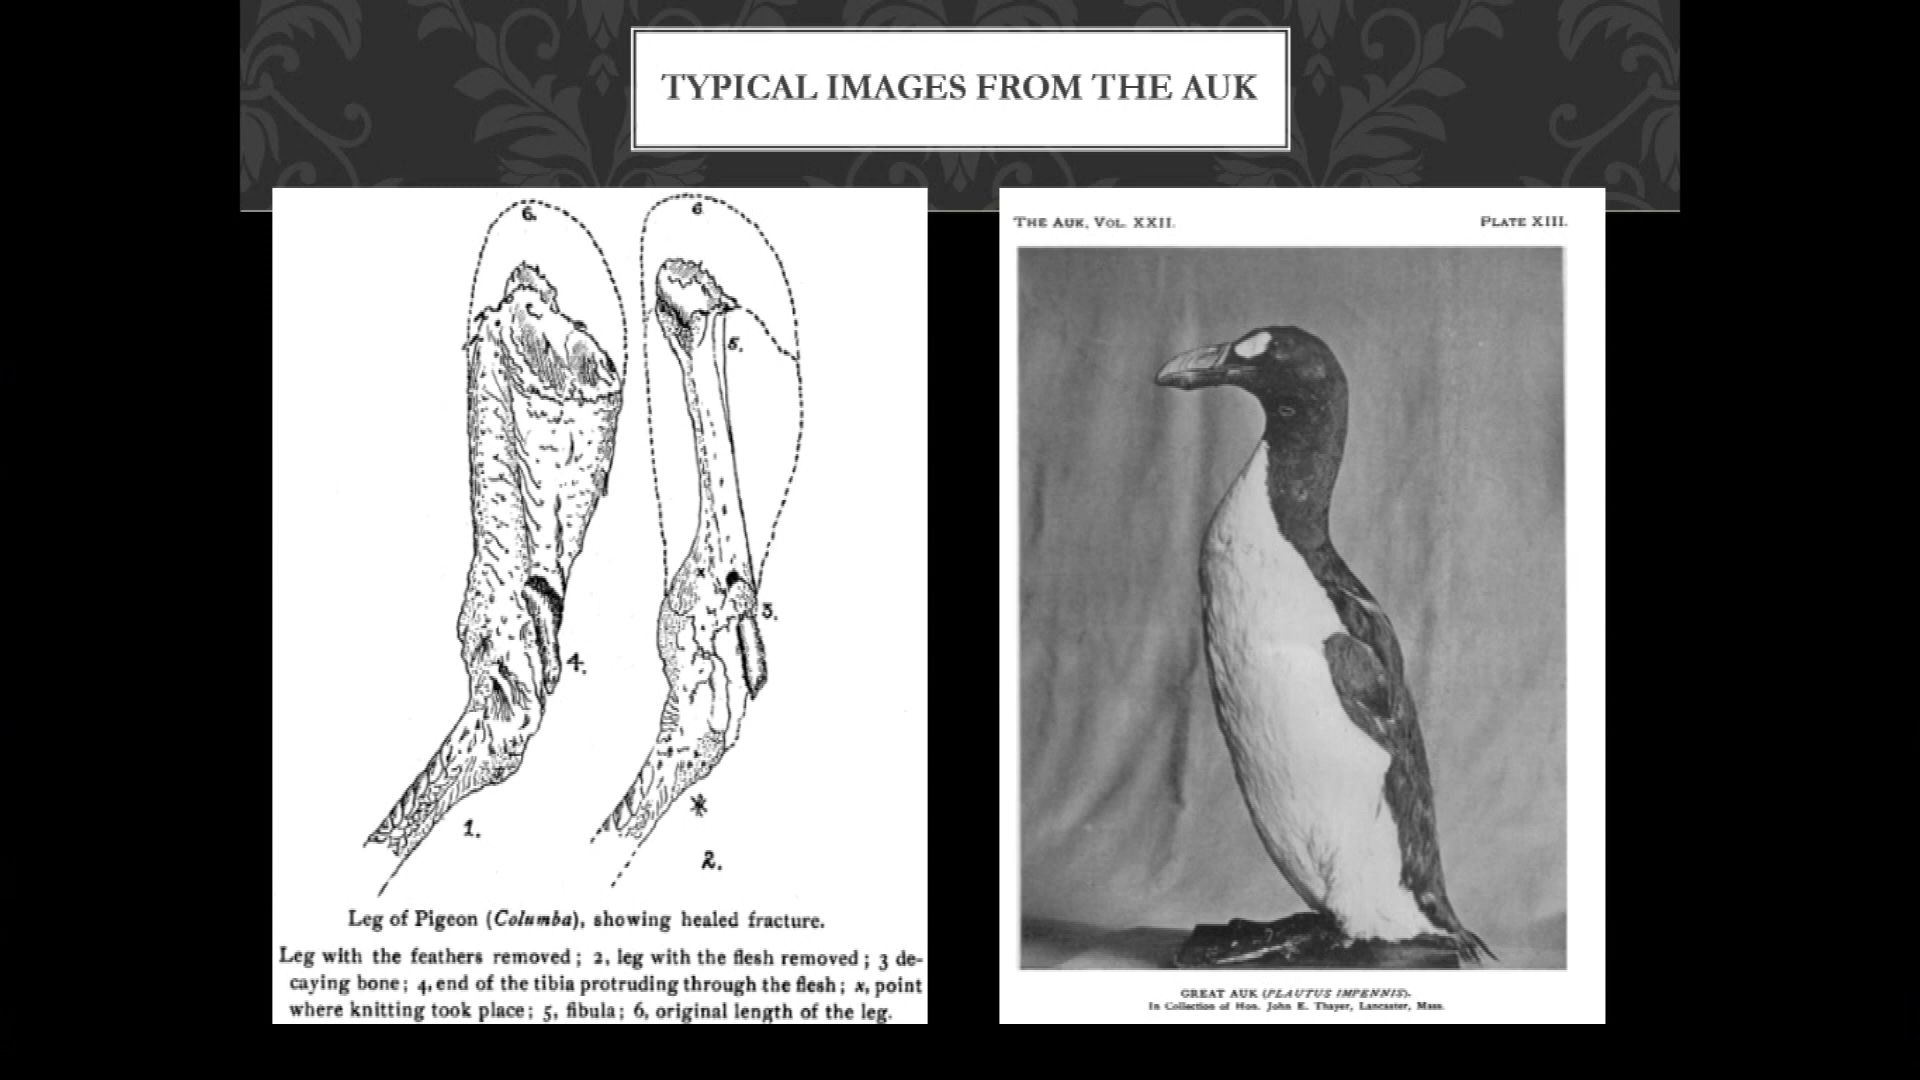 TYPICAL IMAGES FROM THE AUK
6.
6
5.
3.
4.
x
1.
2.
Leg of Pigeon (Columba), showing healed fracture.
Leg with the feathers removed; 2, leg with the flesh removed; 3 de-
caying bone; 4, end of the tibia protruding through the flesh; x, point
where knitting took place; 5, fibula; 6, original length of the leg.
THE AUK, VOL. XXII.
PLATE XIII.
GREAT AUK (PLAUTUS IMPENNIS).
In Collection of Hon. John E. Thayer, Lancaster, Mass.